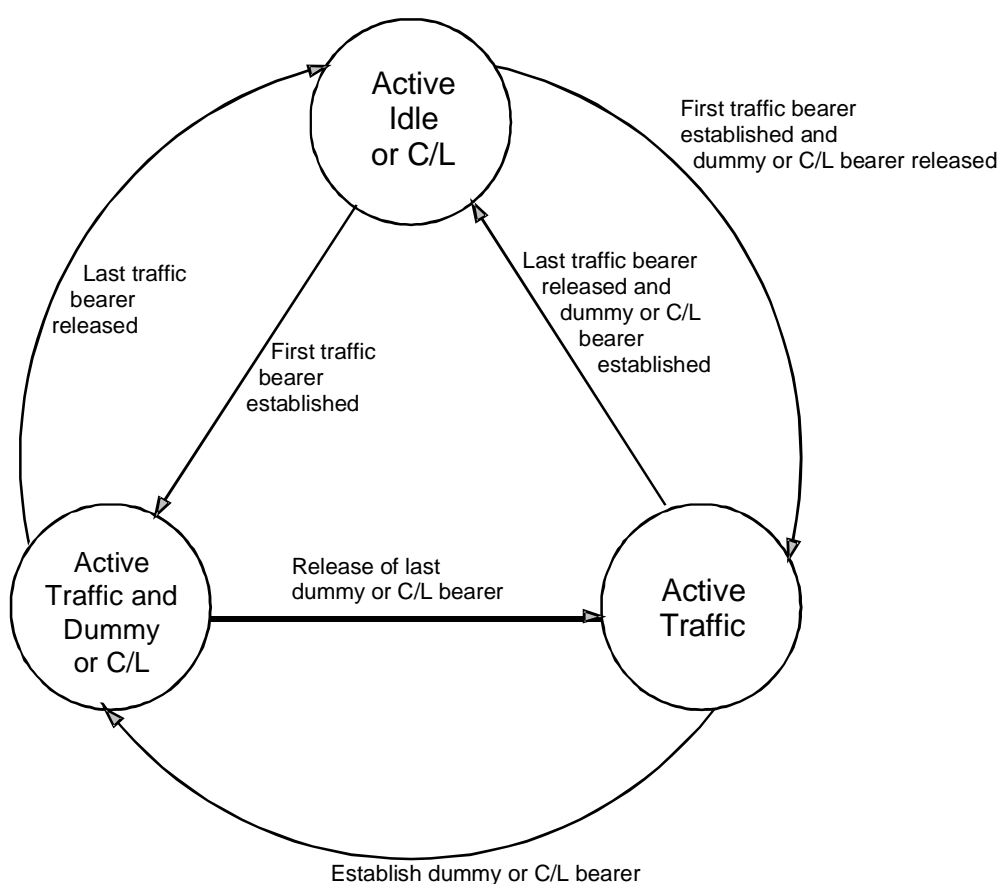 Active
Idle
or C/L
First traffic bearer
established and
dummy or C/L bearer released
Last traffic
bearer
released
Last traffic bearer
released and
dummy or C/L
bearer
established
First traffic
bearer
established
Active
Traffic and
Dummy
or C/L
Release of last
dummy or C/L bearer
Active
Traffic
Establish dummy or C/L bearer